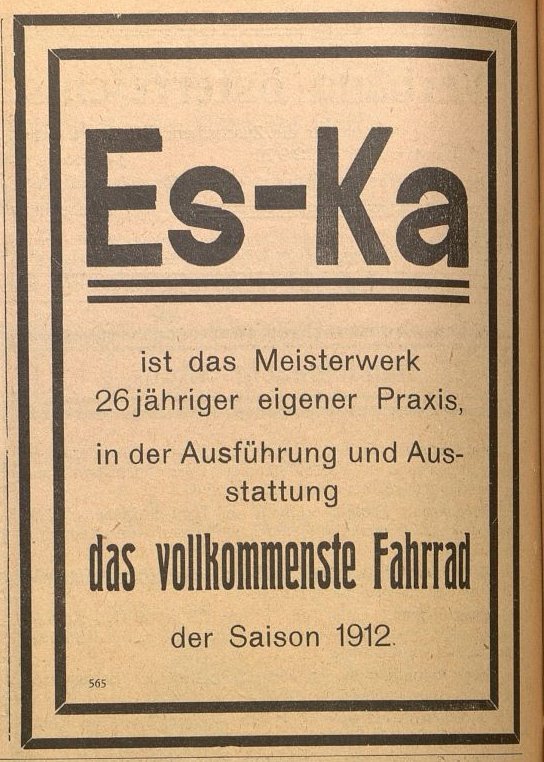 Es-Ka
ist das Meisterwerk
26jähriger eigener Praxis,
in der Ausführung und Aus-
stattung
das vollkommenste Fahrrad
der Saison 1912.
565